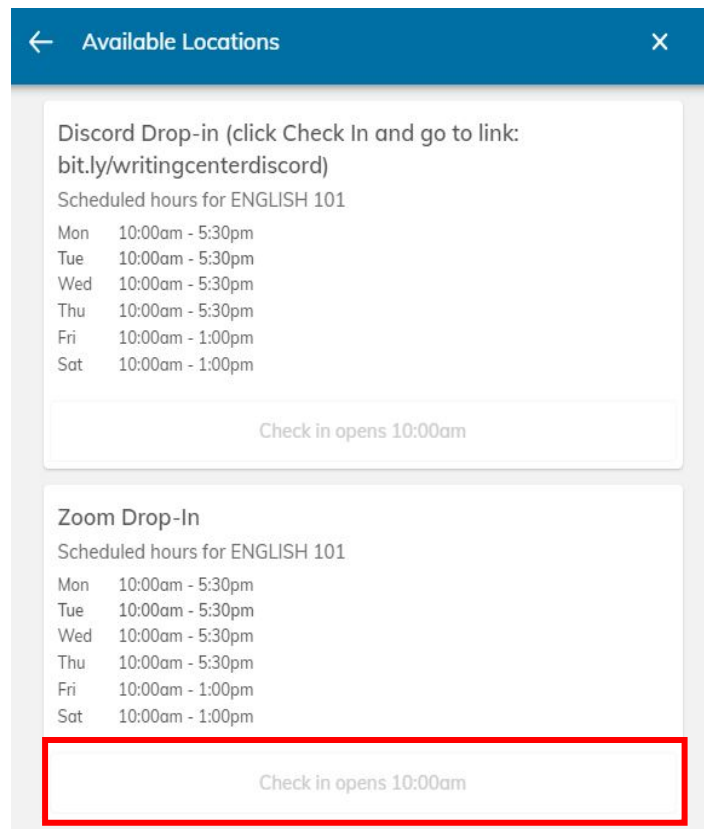 Available Locations
Discord Drop-in (click Check In and go to link:
bit.ly/writingcenterdiscord)
Scheduled hours for ENGLISH 101
Mon 10:00am - 5:30pm
Tue 10:00am - 5:30pm
Wed 10:00am - 5:30pm
Thu 10:00am - 5:30pm
Fri 10:00am - 1:00pm
Sat 10:00am - 1:00pm
Check in opens 10:00am
Zoom Drop-In
Scheduled hours for ENGLISH 101
Mon 10:00am - 5:30pm
Tue 10:00am - 5:30pm
Wed 10:00am - 5:30pm
Thu 10:00am - 5:30pm
Fri 10:00am - 1:00pm
Sat 10:00am - 1:00pm
Check in opens 10:00am